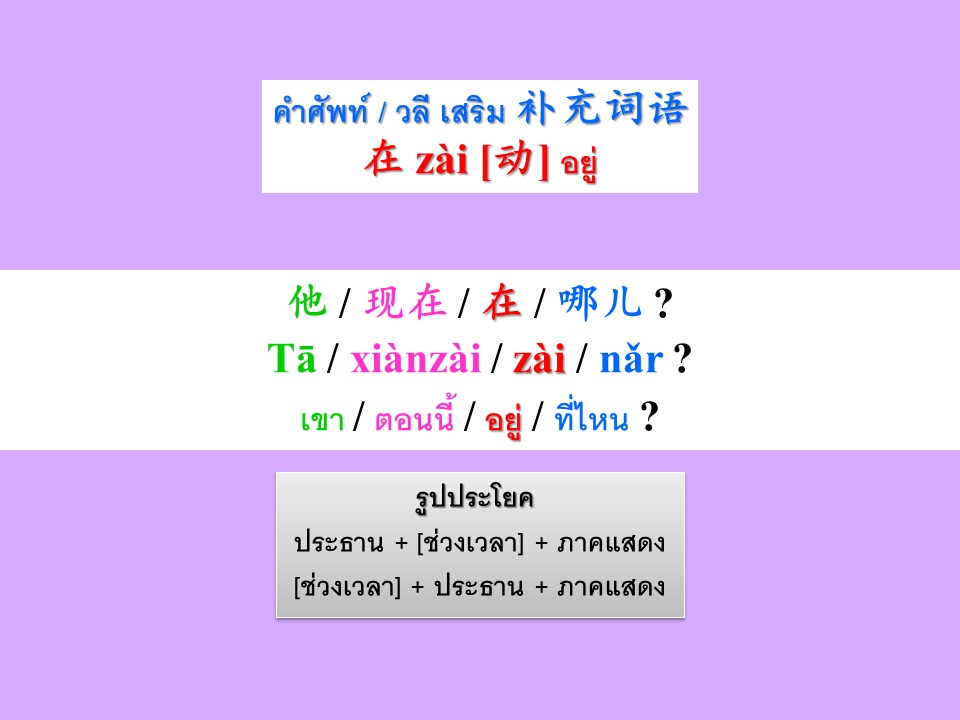 คำศัพท์ / วลี เสริม 补充词语
在 zài [动] อยู่
他 / 现在 / 在 / 哪儿 ?
Tā / xiànzài / zài / nǎr ?
เขา / ตอนนี้ / อยู่ / ที่ไหน ?
รูปประโยค
ประธาน + [ช่วงเวลา] + ภาคแสดง
[ช่วงเวลา] + ประธาน + ภาคแสดง